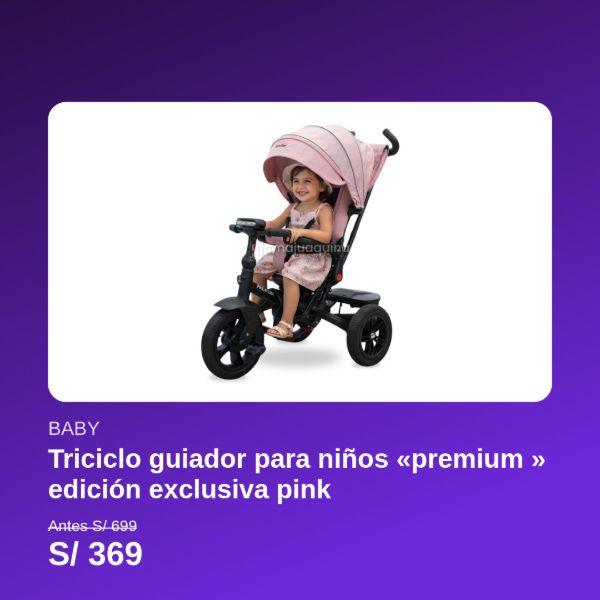 BABY
Triciclo guiador para niños «premium »
edición exclusiva pink
Antes S/ 699
S/ 369